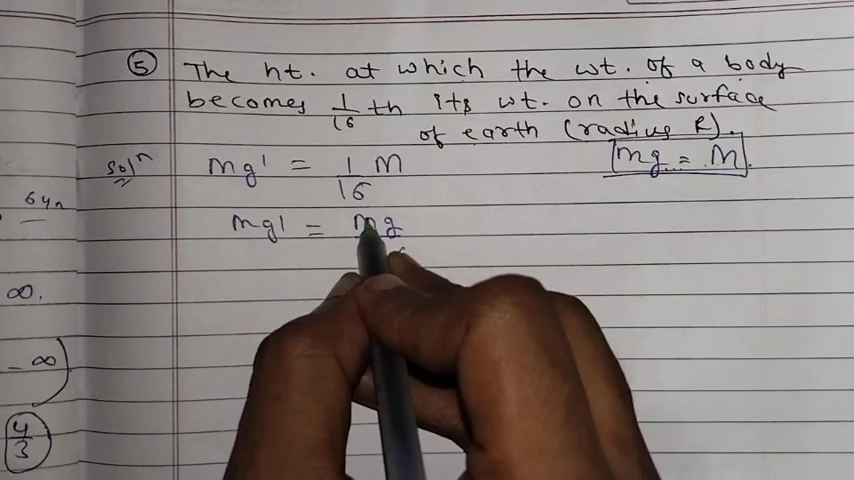 ⑤ The ht. at which the wt. of a body
becomes 1/16 th its wt. on the surface
of earth (radius R).
Solⁿ mg' = 1/16 M
mg = M
mg' = mg
∞.
-∞)
4/3